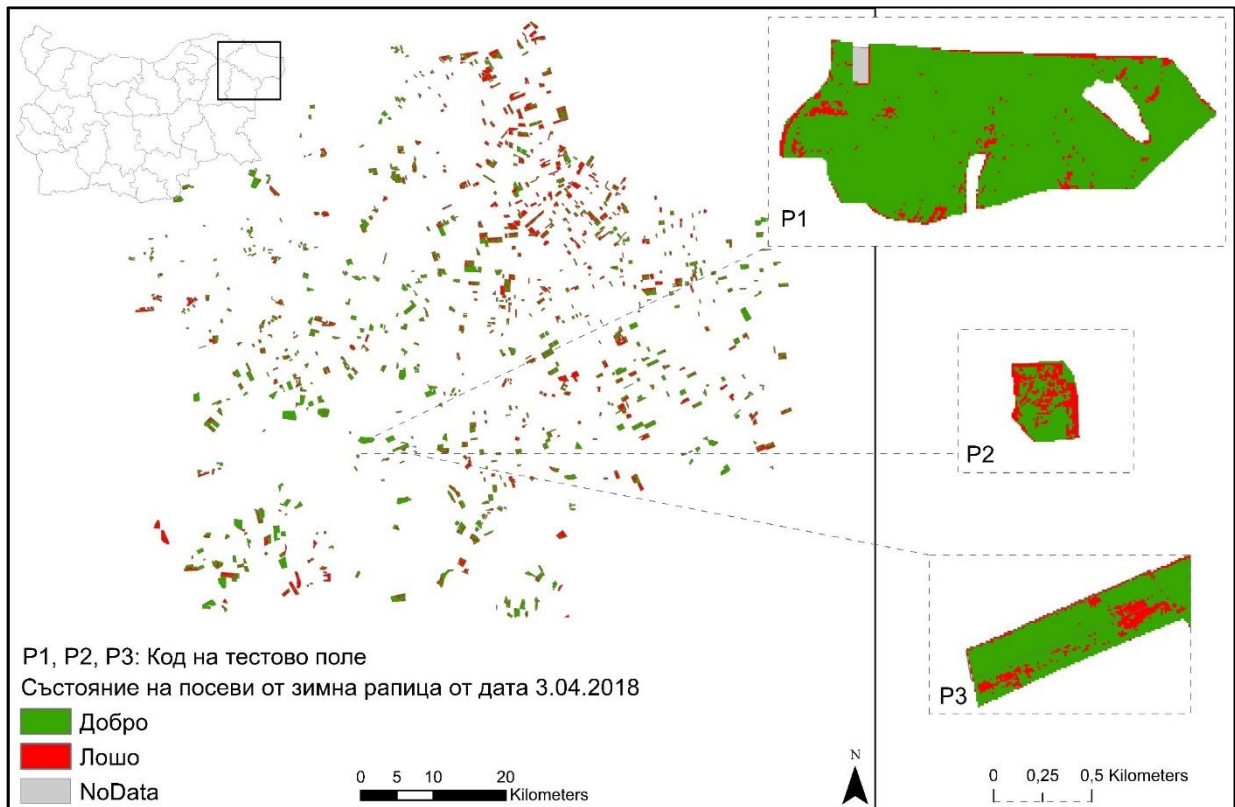 P1
P2
P3
P1, P2, P3: Код на тестово поле
Състояние на посеви от зимна рапица от дата 3.04.2018
Добро
Лошо
NoData
0 5 10 20
Kilometers
N
0 0,25 0,5 Kilometers